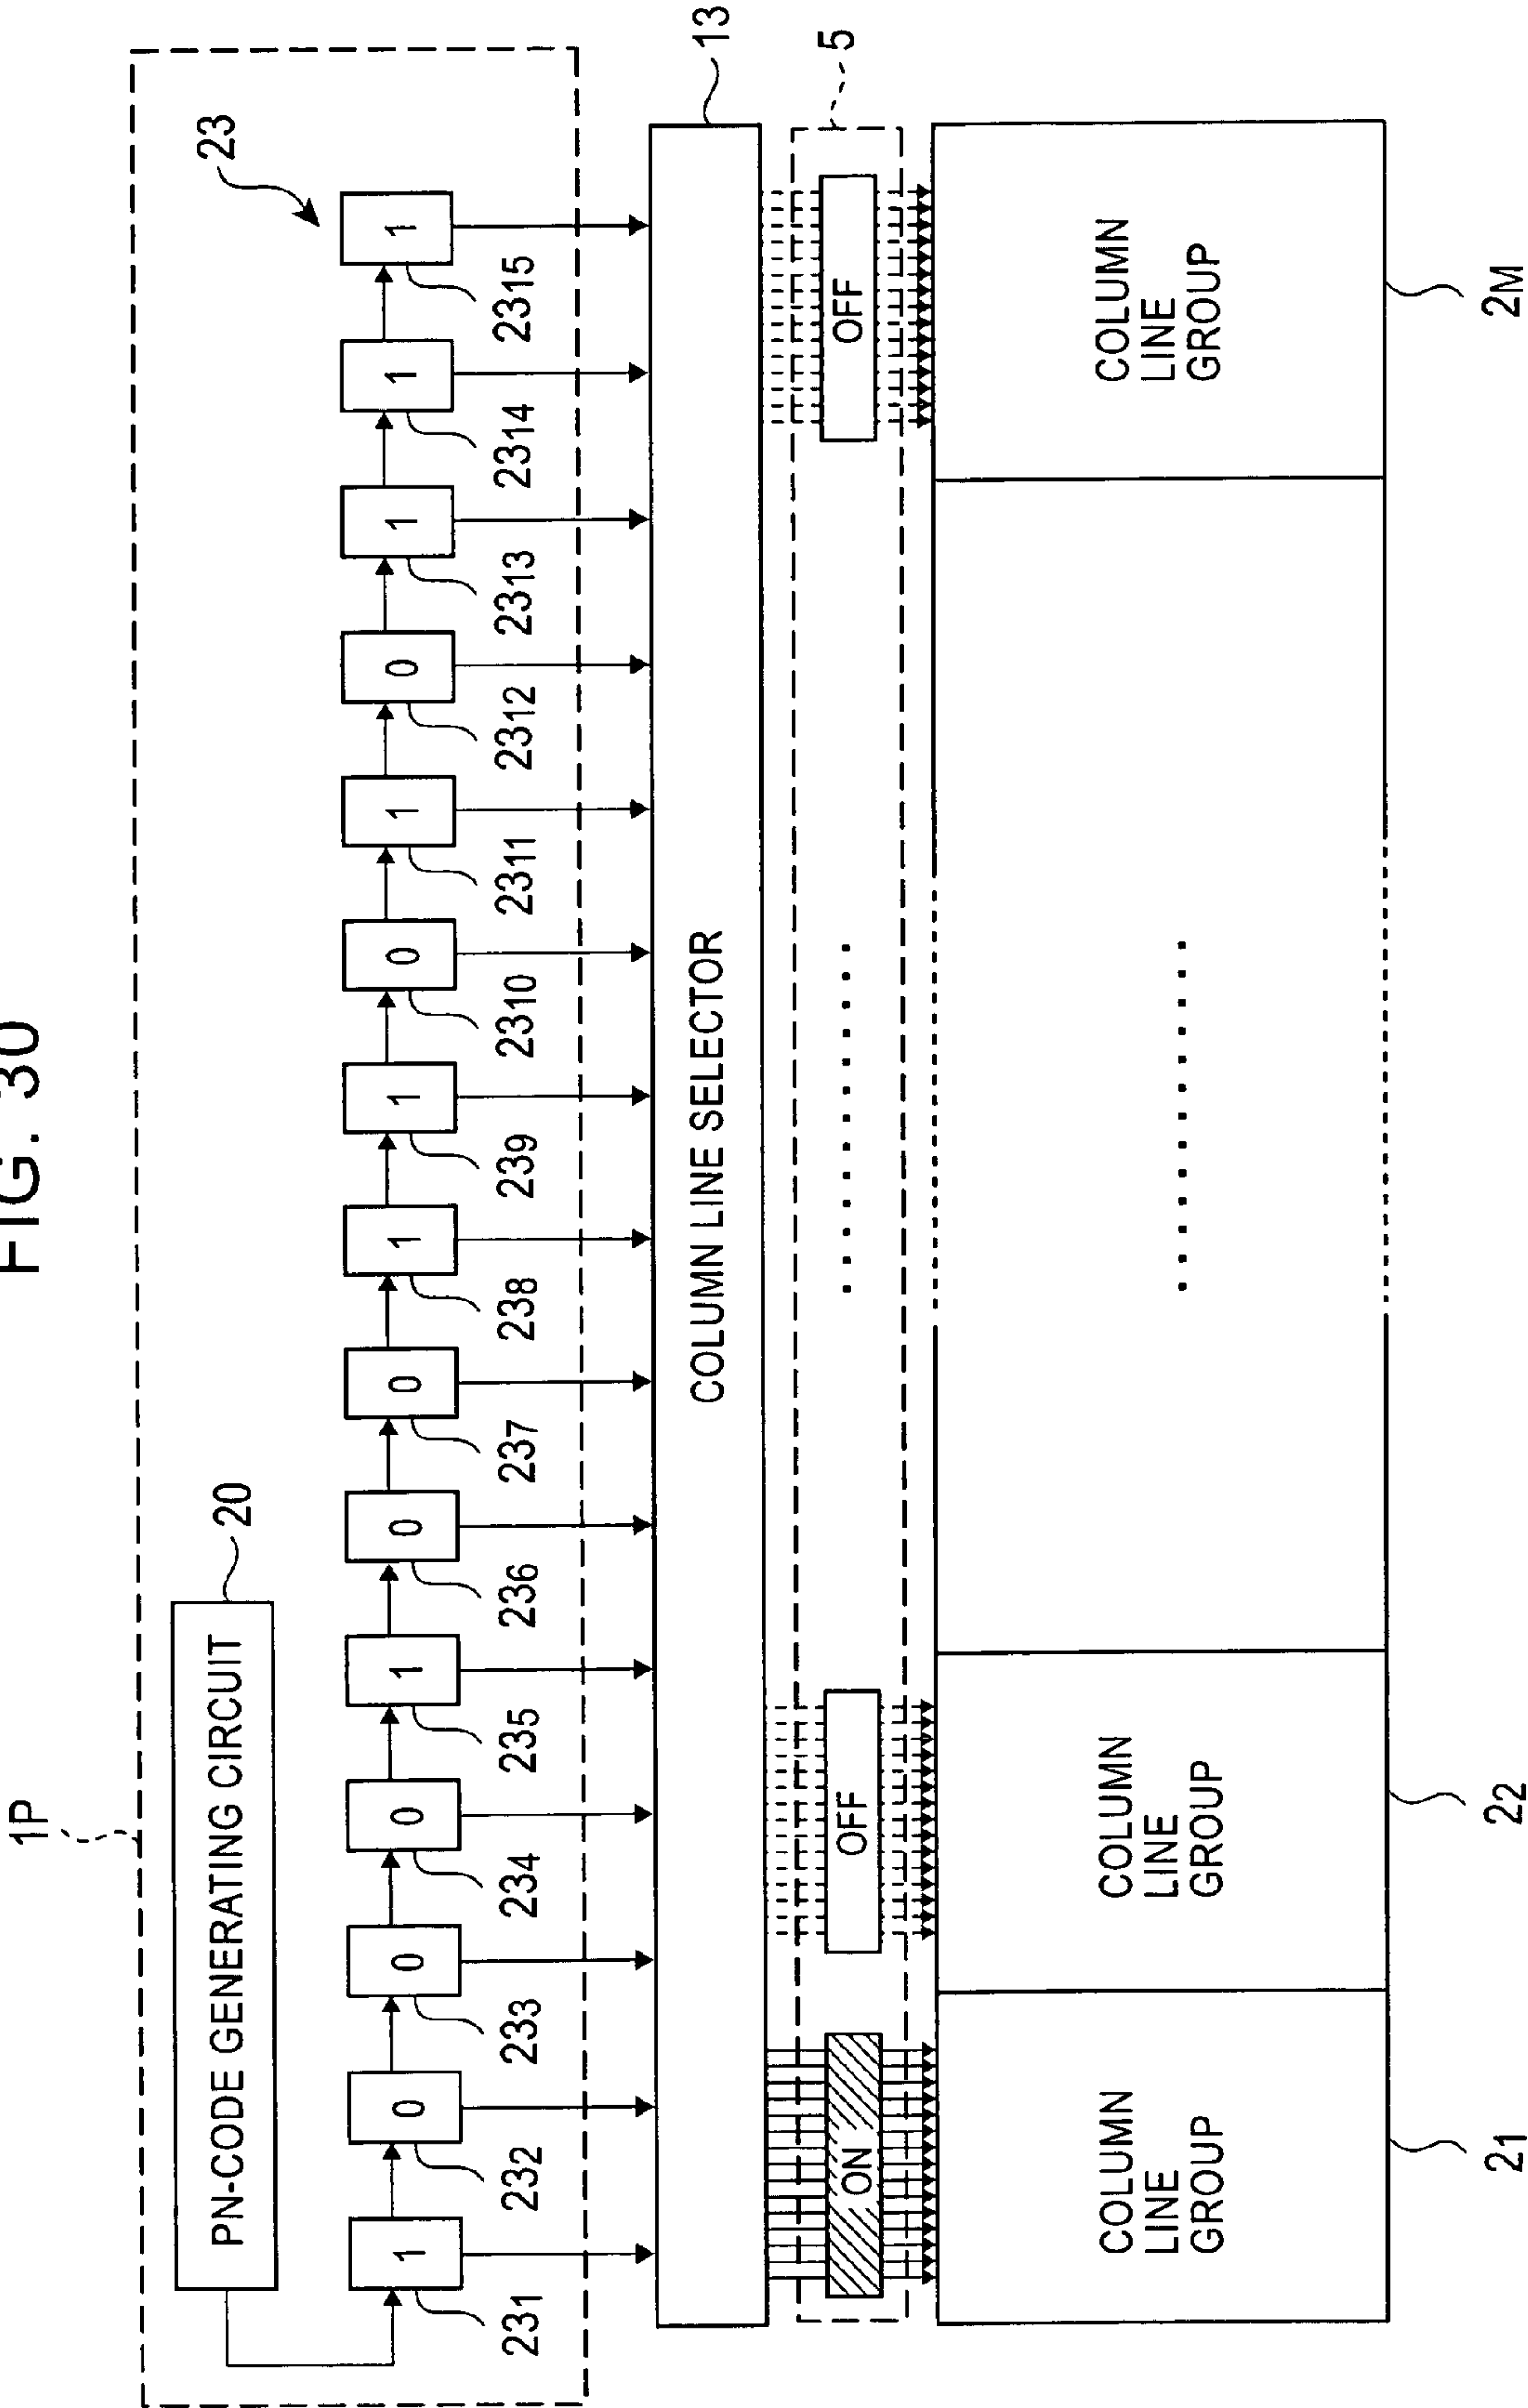 FIG. 30
1P
PN-CODE GENERATING CIRCUIT
20
23
1
0
0
0
1
0
0
1
1
0
1
0
1
1
1
231
232
233
234
235
236
237
238
239
2310
2311
2312
2313
2314
2315
COLUMN LINE SELECTOR
13
ON
OFF
OFF
5
COLUMN
LINE
GROUP
COLUMN
LINE
GROUP
COLUMN
LINE
GROUP
21
22
2M